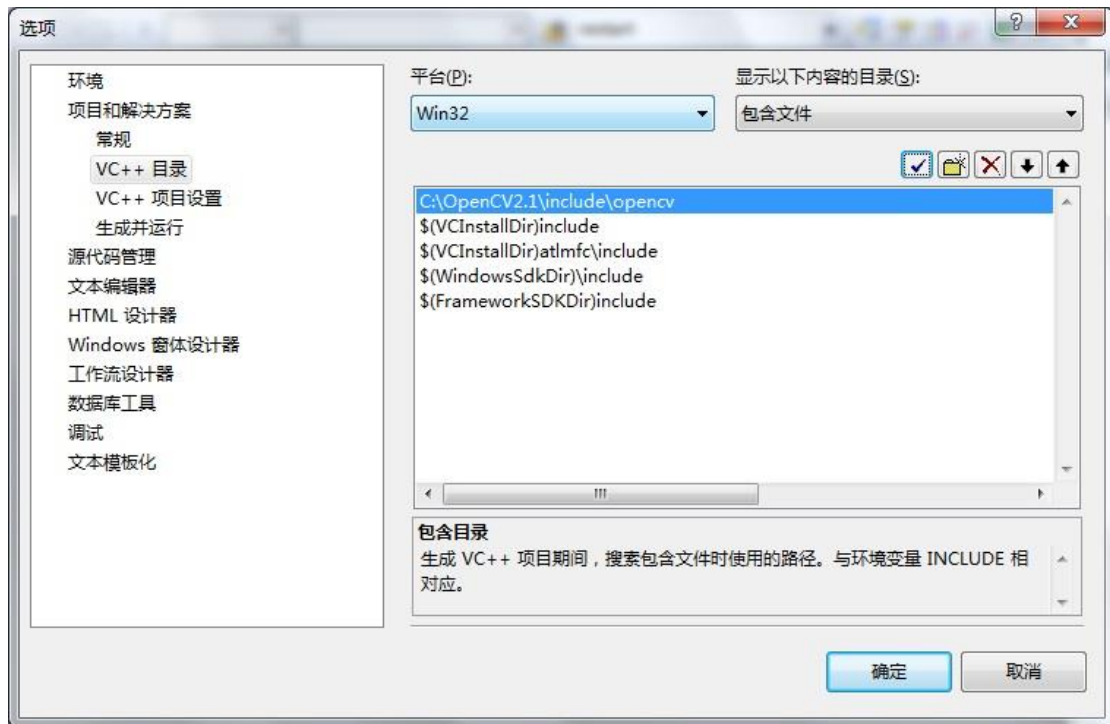 选项
环境
项目和解决方案
常规
VC++ 目录
VC++ 项目设置
生成并运行
源代码管理
文本编辑器
HTML 设计器
Windows 窗体设计器
工作流设计器
数据库工具
调试
文本模板化
平台(P):
显示以下内容的目录(S):
Win32
包含文件
C:\OpenCV2.1\include\opencv
$(VCInstallDir)include
$(VCInstallDir)atlmfc\include
$(WindowsSdkDir)\include
$(FrameworkSDKDir)include
包含目录
生成 VC++ 项目期间，搜索包含文件时使用的路径。与环境变量 INCLUDE 相
对应。
确定
取消